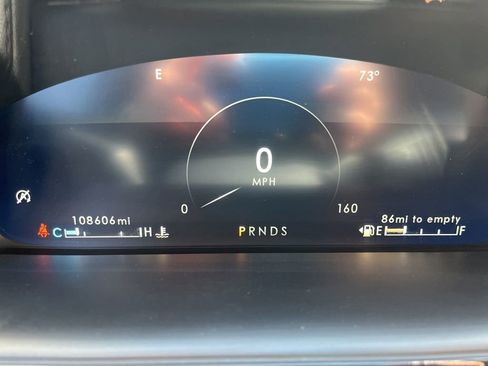 E 73°
0
MPH
0 160
108606mi 86mi to empty
C H PRNDS E F